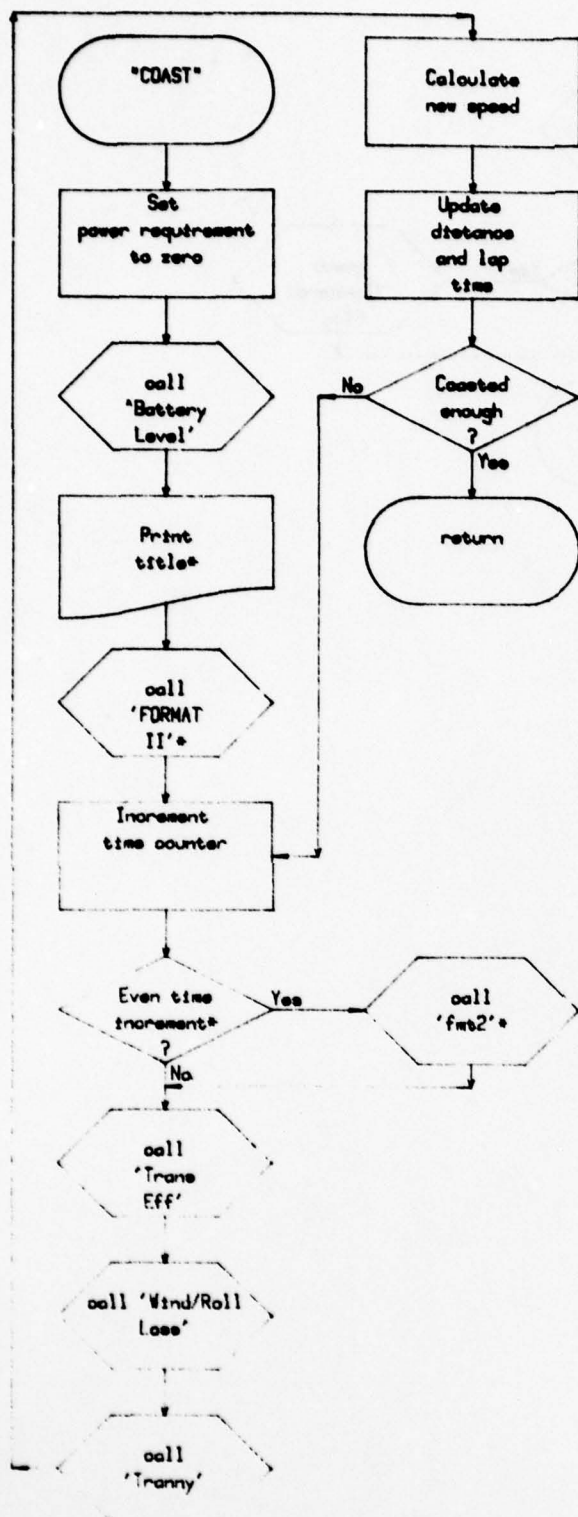 "COAST"
Set
power requirement
to zero
call
'Battery
Level'
Print
title*
call
'FORMAT
II'*
Increment
time counter
Even time
increment*
?
Yes
No
call
'fmt2'*
call
'Trans
Eff'
call 'Wind/Roll
Loss'
call
'Tranny'
Calculate
new speed
Update
distance
and lap
time
Coasted
enough
?
No
Yes
return